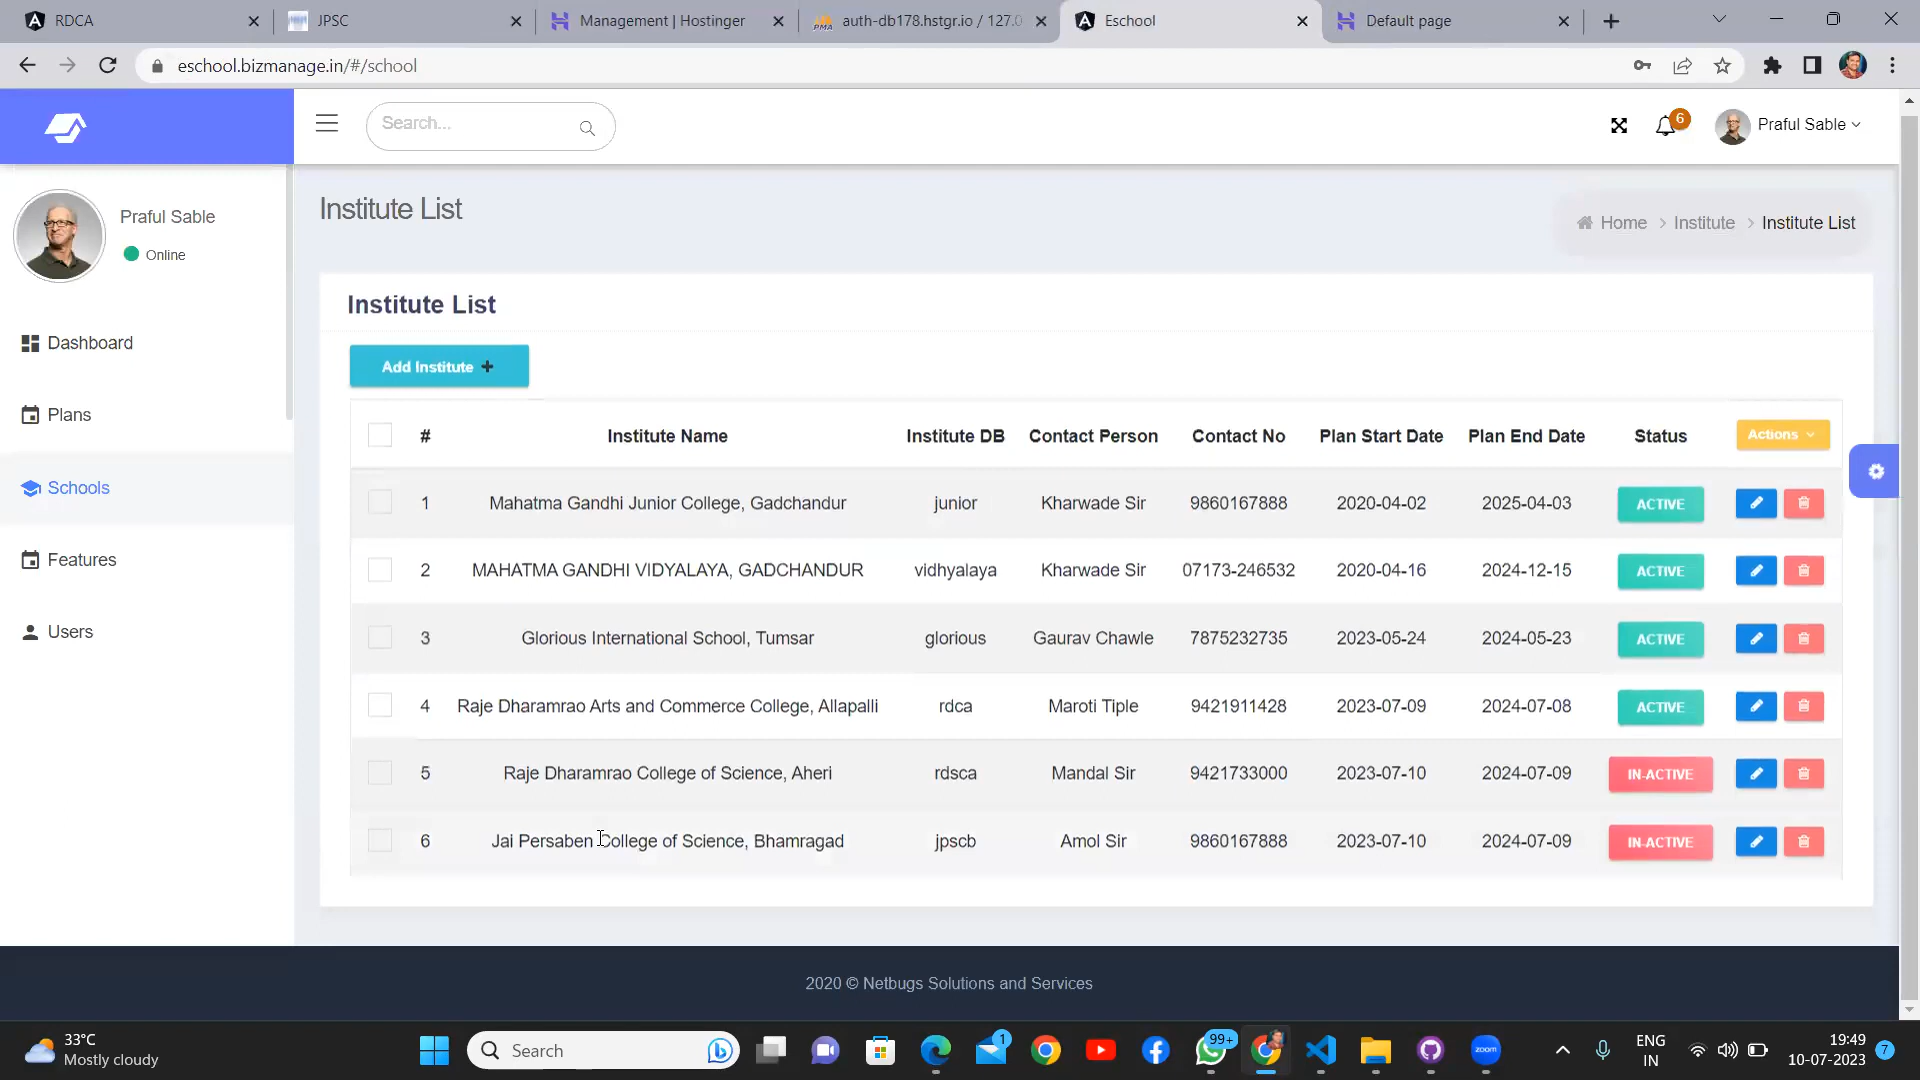 RDCA
JPSC
Management | Hostinger
auth-db178.hstgr.io / 127.0
Eschool
Default page
eschool.bizmanage.in/#/school
Search...
6
Praful Sable
Praful Sable
Online
Institute List
Home > Institute > Institute List
Dashboard
Plans
Schools
Features
Users
Institute List
Add Institute +
# Institute Name Institute DB Contact Person Contact No Plan Start Date Plan End Date Status Actions
1 Mahatma Gandhi Junior College, Gadchandur junior Kharwade Sir 9860167888 2020-04-02 2025-04-03 ACTIVE
2 MAHATMA GANDHI VIDYALAYA, GADCHANDUR vidhyalaya Kharwade Sir 07173-246532 2020-04-16 2024-12-15 ACTIVE
3 Glorious International School, Tumsar glorious Gaurav Chawle 7875232735 2023-05-24 2024-05-23 ACTIVE
4 Raje Dharamrao Arts and Commerce College, Allapalli rdca Maroti Tiple 9421911428 2023-07-09 2024-07-08 ACTIVE
5 Raje Dharamrao College of Science, Aheri rdsca Mandal Sir 9421733000 2023-07-10 2024-07-09 IN-ACTIVE
6 Jai Persaben College of Science, Bhamragad jpscb Amol Sir 9860167888 2023-07-10 2024-07-09 IN-ACTIVE
2020 © Netbugs Solutions and Services
33°C
Mostly cloudy
Search
1
99+
zoom
ENG
IN
19:49
10-07-2023
7